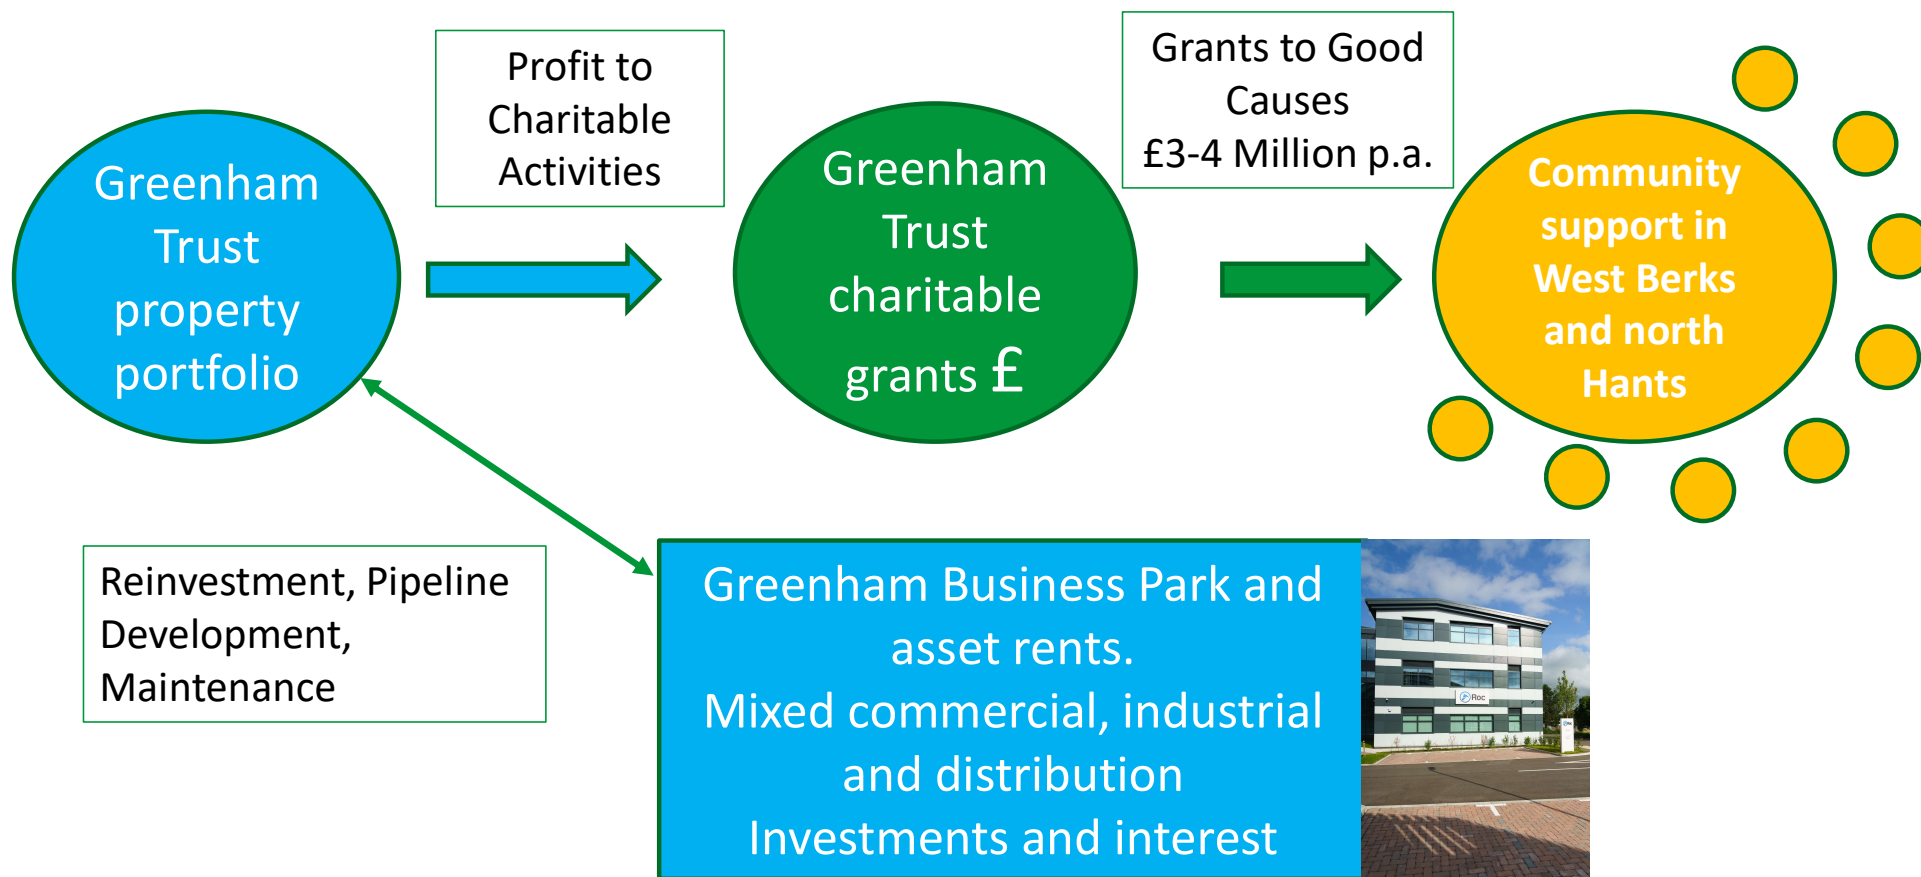 Profit to
Charitable
Activities
Grants to Good
Causes
£3-4 Million p.a.
Greenham
Trust
property
portfolio
Greenham
Trust
charitable
grants £
Community
support in
West Berks
and north
Hants
Reinvestment, Pipeline
Development,
Maintenance
Greenham Business Park and
asset rents.
Mixed commercial, industrial
and distribution
Investments and interest
Roc